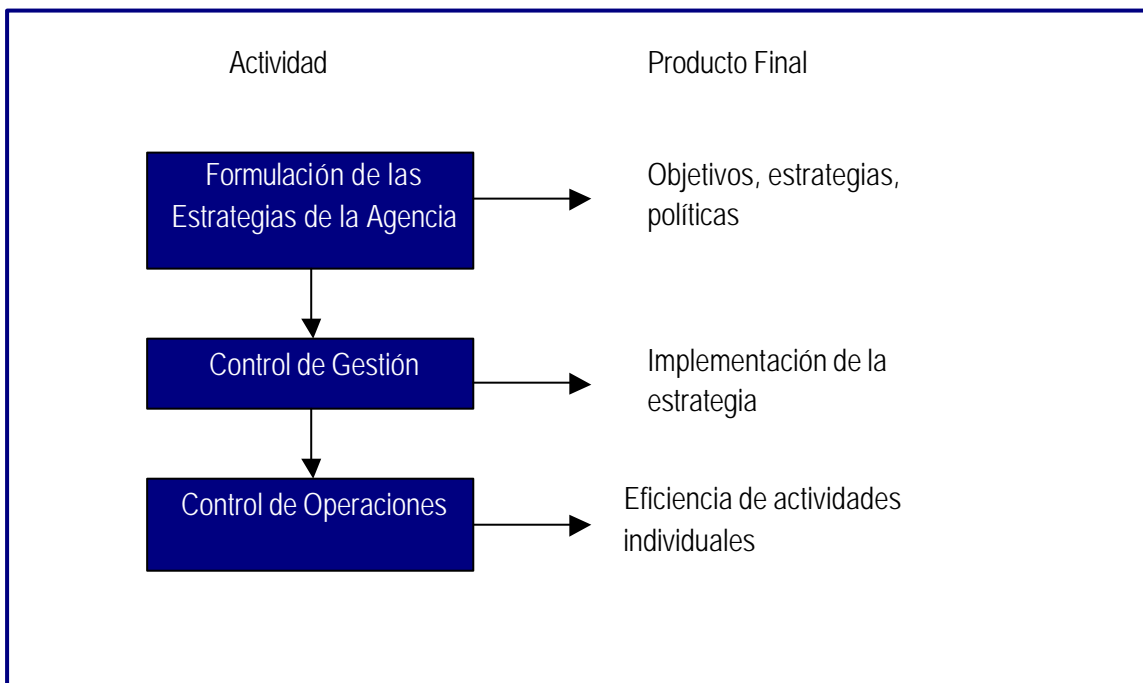 Actividad
Producto Final
Formulación de las
Estrategias de la Agencia
Objetivos, estrategias,
políticas
Control de Gestión
Implementación de la
estrategia
Control de Operaciones
Eficiencia de actividades
individuales